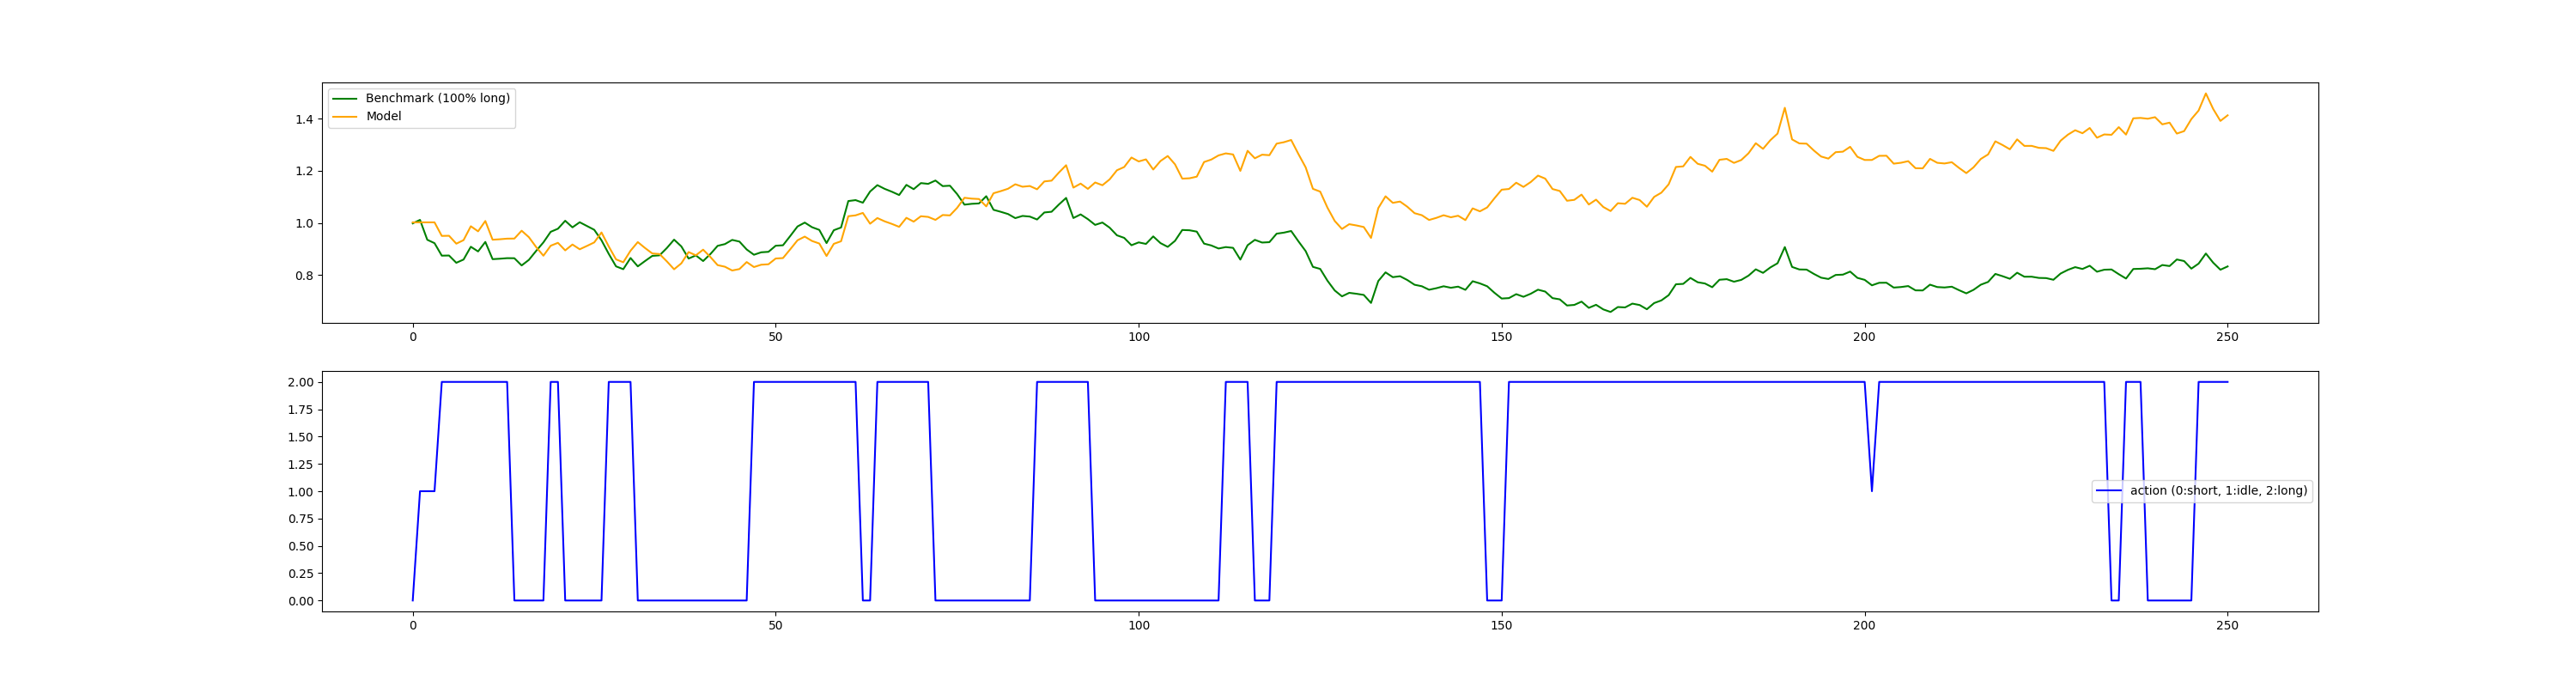 Benchmark (100% long)
Model
1.4
1.2
1.0
0.8
0 50 100 150 200 250
2.00
1.75
1.50
1.25
1.00
0.75
0.50
0.25
0.00
action (0:short, 1:idle, 2:long)
0 50 100 150 200 250